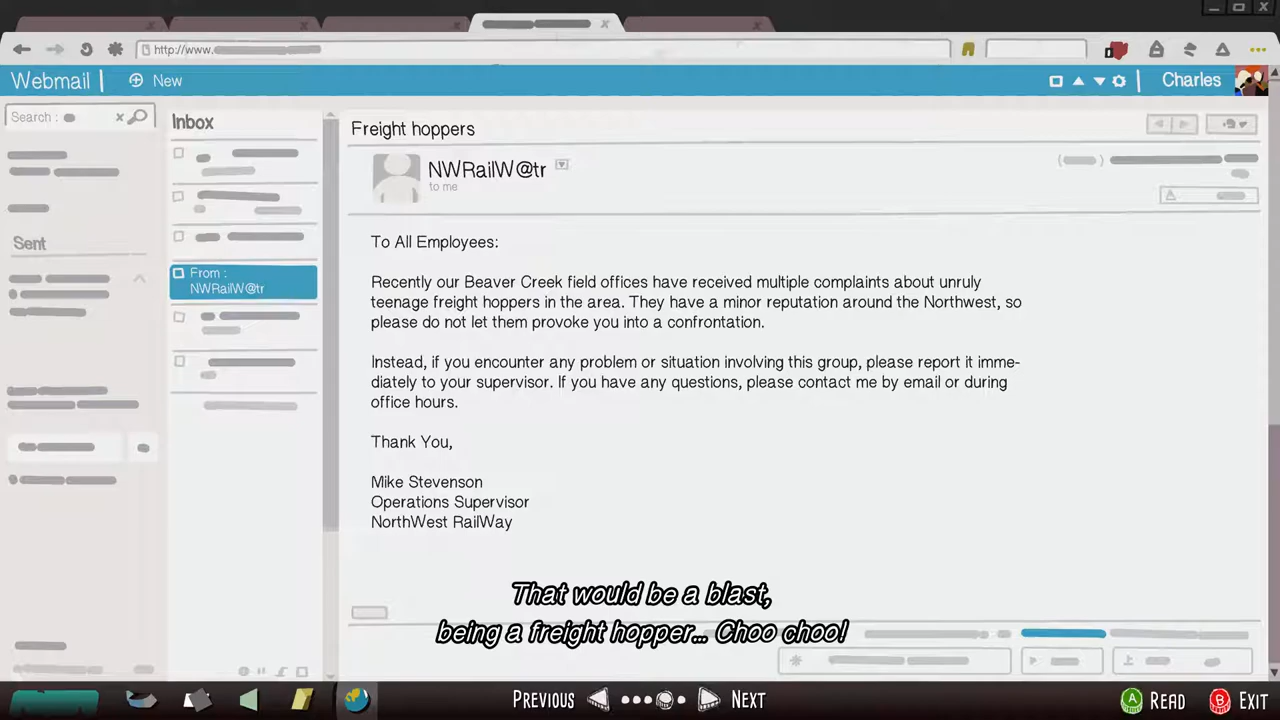 http://www.
Webmail
New
Charles
Search :
Inbox
Freight hoppers
NWRailW@tr
to me
Sent
From :
NWRailW@tr
To All Employees:
Recently our Beaver Creek field offices have received multiple complaints about unruly
teenage freight hoppers in the area. They have a minor reputation around the Northwest, so
please do not let them provoke you into a confrontation.
Instead, if you encounter any problem or situation involving this group, please report it imme-
diately to your supervisor. If you have any questions, please contact me by email or during
office hours.
Thank You,
Mike Stevenson
Operations Supervisor
NorthWest RailWay
That would be a blast,
being a freight hopper... Choo choo!
PREVIOUS
NEXT
A READ
B EXIT